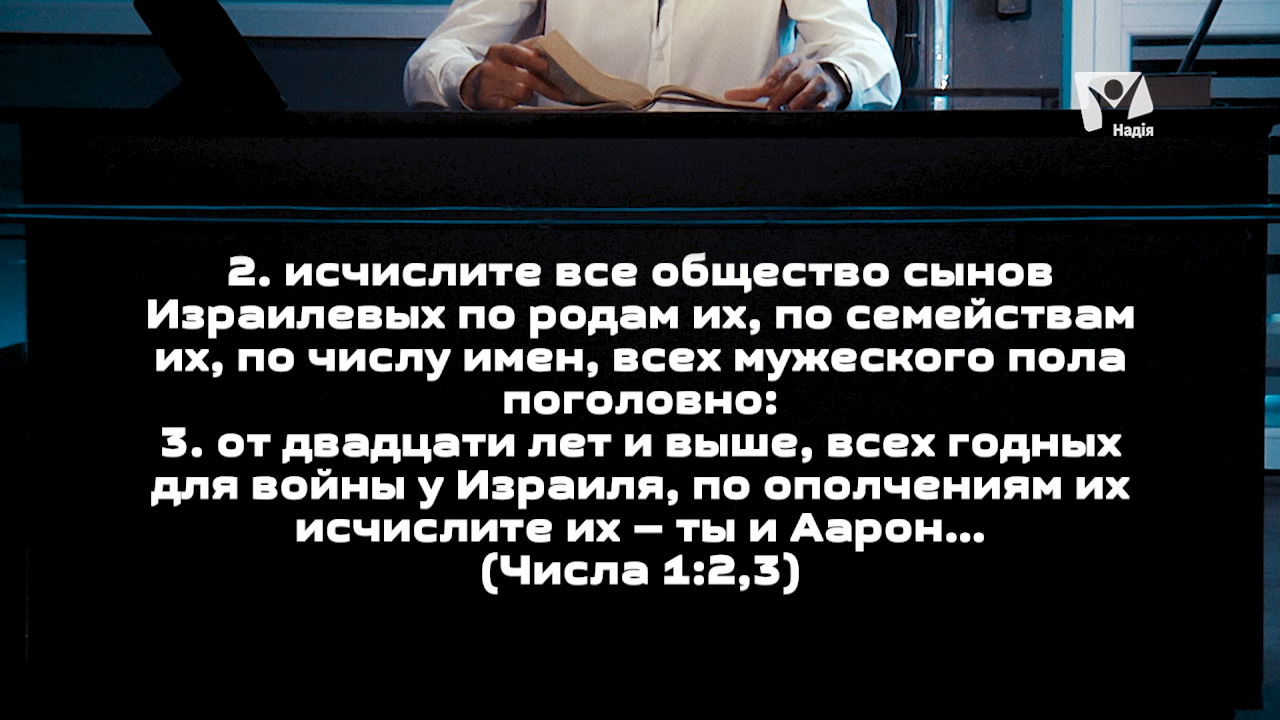 Надія
2. исчислите все общество сынов
Израилевых по родам их, по семействам
их, по числу имен, всех мужеского пола
поголовно:
3. от двадцати лет и выше, всех годных
для войны у Израиля, по ополчениям их
исчислите их – ты и Аарон...
(Числа 1:2,3)